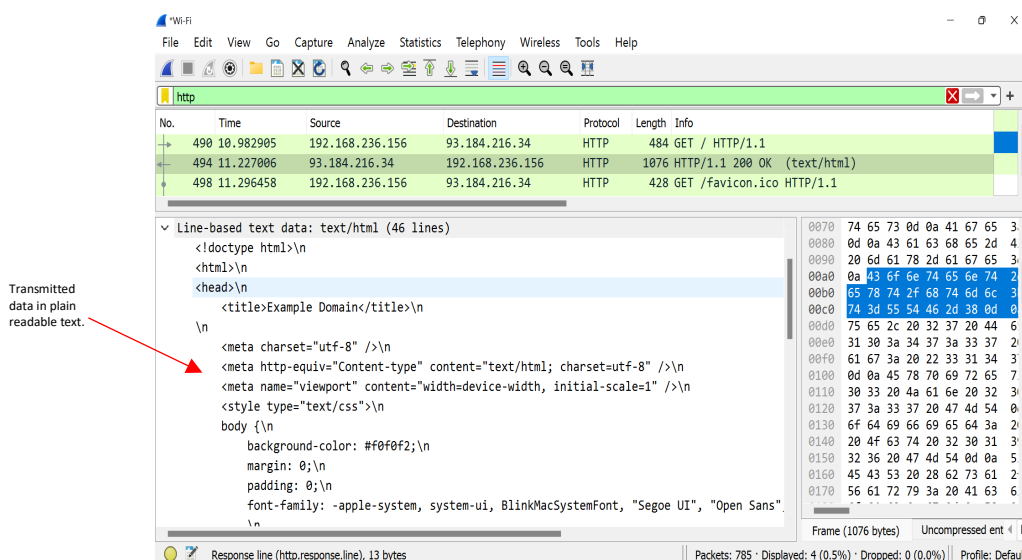 *Wi-Fi
File Edit View Go Capture Analyze Statistics Telephony Wireless Tools Help
http
No. Time Source Destination Protocol Length Info
490 10.982905 192.168.236.156 93.184.216.34 HTTP 484 GET / HTTP/1.1
494 11.227006 93.184.216.34 192.168.236.156 HTTP 1076 HTTP/1.1 200 OK (text/html)
498 11.296458 192.168.236.156 93.184.216.34 HTTP 428 GET /favicon.ico HTTP/1.1
Line-based text data: text/html (46 lines)
<!doctype html>\n
<html>\n
<head>\n
<title>Example Domain</title>\n
\n
<meta charset="utf-8" />\n
<meta http-equiv="Content-type" content="text/html; charset=utf-8" />\n
<meta name="viewport" content="width=device-width, initial-scale=1" />\n
<style type="text/css">\n
body {\n
background-color: #f0f0f2;\n
margin: 0;\n
padding: 0;\n
font-family: -apple-system, system-ui, BlinkMacSystemFont, "Segoe UI", "Open Sans"
\n
Transmitted
data in plain
readable text.
0070 74 65 73 0d 0a 41 67 65
0080 0d 0a 43 61 63 68 65 2d
0090 20 6d 61 78 2d 61 67 65
00a0 0a 43 6f 6e 74 65 6e 74
00b0 65 78 74 2f 68 74 6d 6c
00c0 74 3d 55 54 46 2d 38 0d
00d0 75 65 2c 20 32 37 20 44
00e0 31 30 3a 34 37 3a 33 37
00f0 61 67 3a 20 22 33 31 34
0100 0d 0a 45 78 70 69 72 65
0110 30 33 20 4a 61 6e 20 32
0120 37 3a 33 37 20 47 4d 54
0130 6f 64 69 66 69 65 64 3a
0140 20 4f 63 74 20 32 30 31
0150 32 36 20 47 4d 54 0d 0a
0160 45 43 53 20 28 62 73 61
0170 56 61 72 79 3a 20 41 63
Frame (1076 bytes) Uncompressed ent
Response line (http.response.line), 13 bytes Packets: 785 · Displayed: 4 (0.5%) · Dropped: 0 (0.0%) Profile: Defau